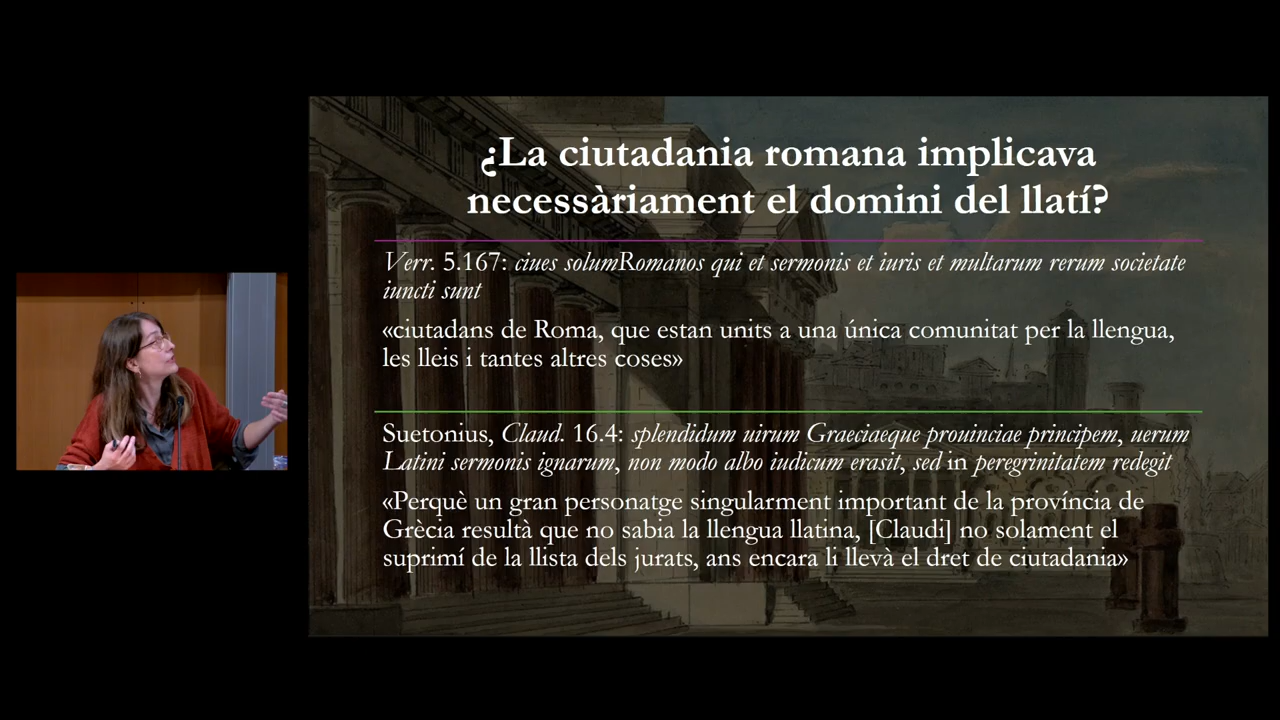 ¿La ciutadania romana implicava
necessàriament el domini del llatí?
Verr. 5.167: ciues solumRomanos qui et sermonis et iuris et multarum rerum societate
iuncti sunt
«ciutadans de Roma, que estan units a una única comunitat per la llengua,
les lleis i tantes altres coses»
Suetonius, Claud. 16.4: splendidum uirum Graeciaeque prouinciae principem, uerum
Latini sermonis ignarum, non modo albo iudicum erasit, sed in peregrinitatem redegit
«Perquè un gran personatge singularment important de la província de
Grècia resultà que no sabia la llengua llatina, [Claudi] no solament el
suprimí de la llista dels jurats, ans encara li llevà el dret de ciutadania»